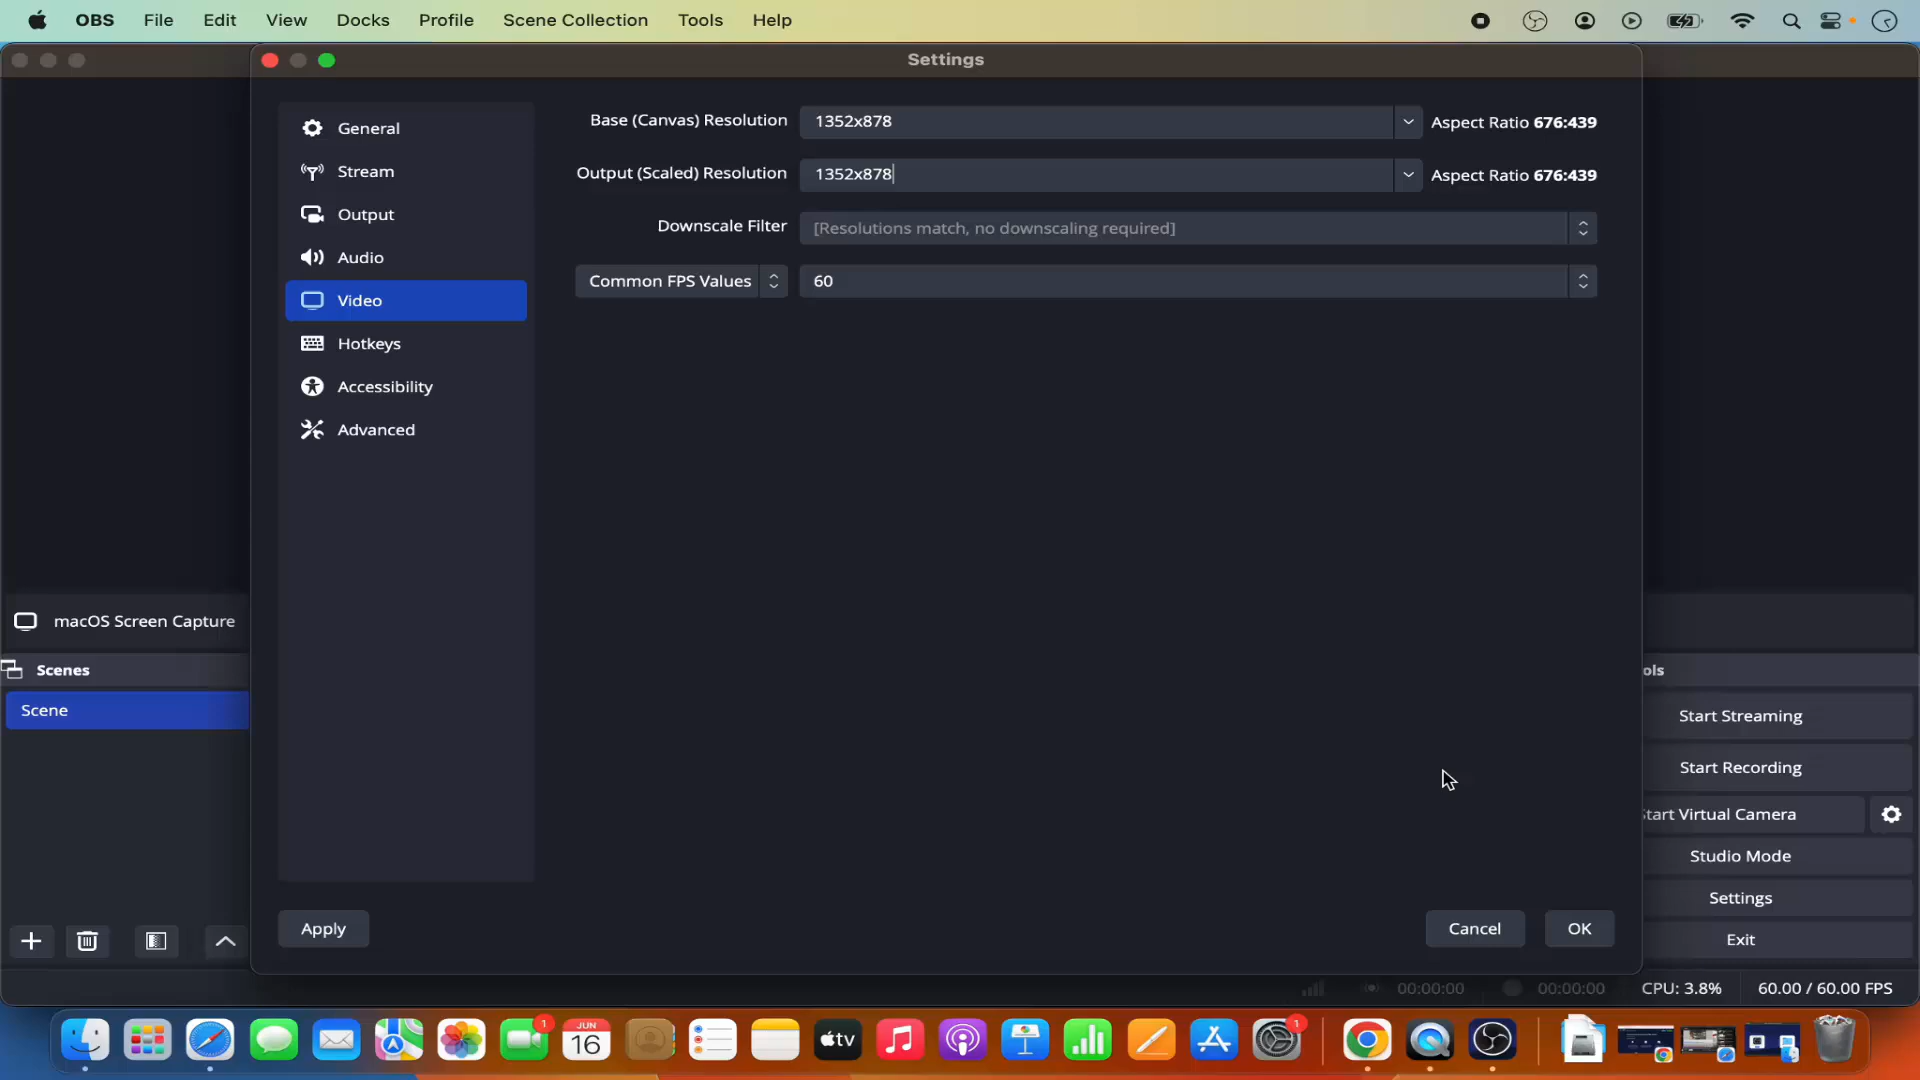 OBS File Edit View Docks Profile Scene Collection Tools Help
Settings
General
Stream
Output
Audio
Video
Hotkeys
Accessibility
Advanced
Base (Canvas) Resolution 1352x878 Aspect Ratio 676:439
Output (Scaled) Resolution 1352x878 Aspect Ratio 676:439
Downscale Filter [Resolutions match, no downscaling required]
Common FPS Values 60
macOS Screen Capture
Scenes
Scene
ols
Start Streaming
Start Recording
Start Virtual Camera
Studio Mode
Settings
Exit
Apply Cancel OK
00:00:00 00:00:00 CPU: 3.8% 60.00 / 60.00 FPS
1 JUN 16 tv 1